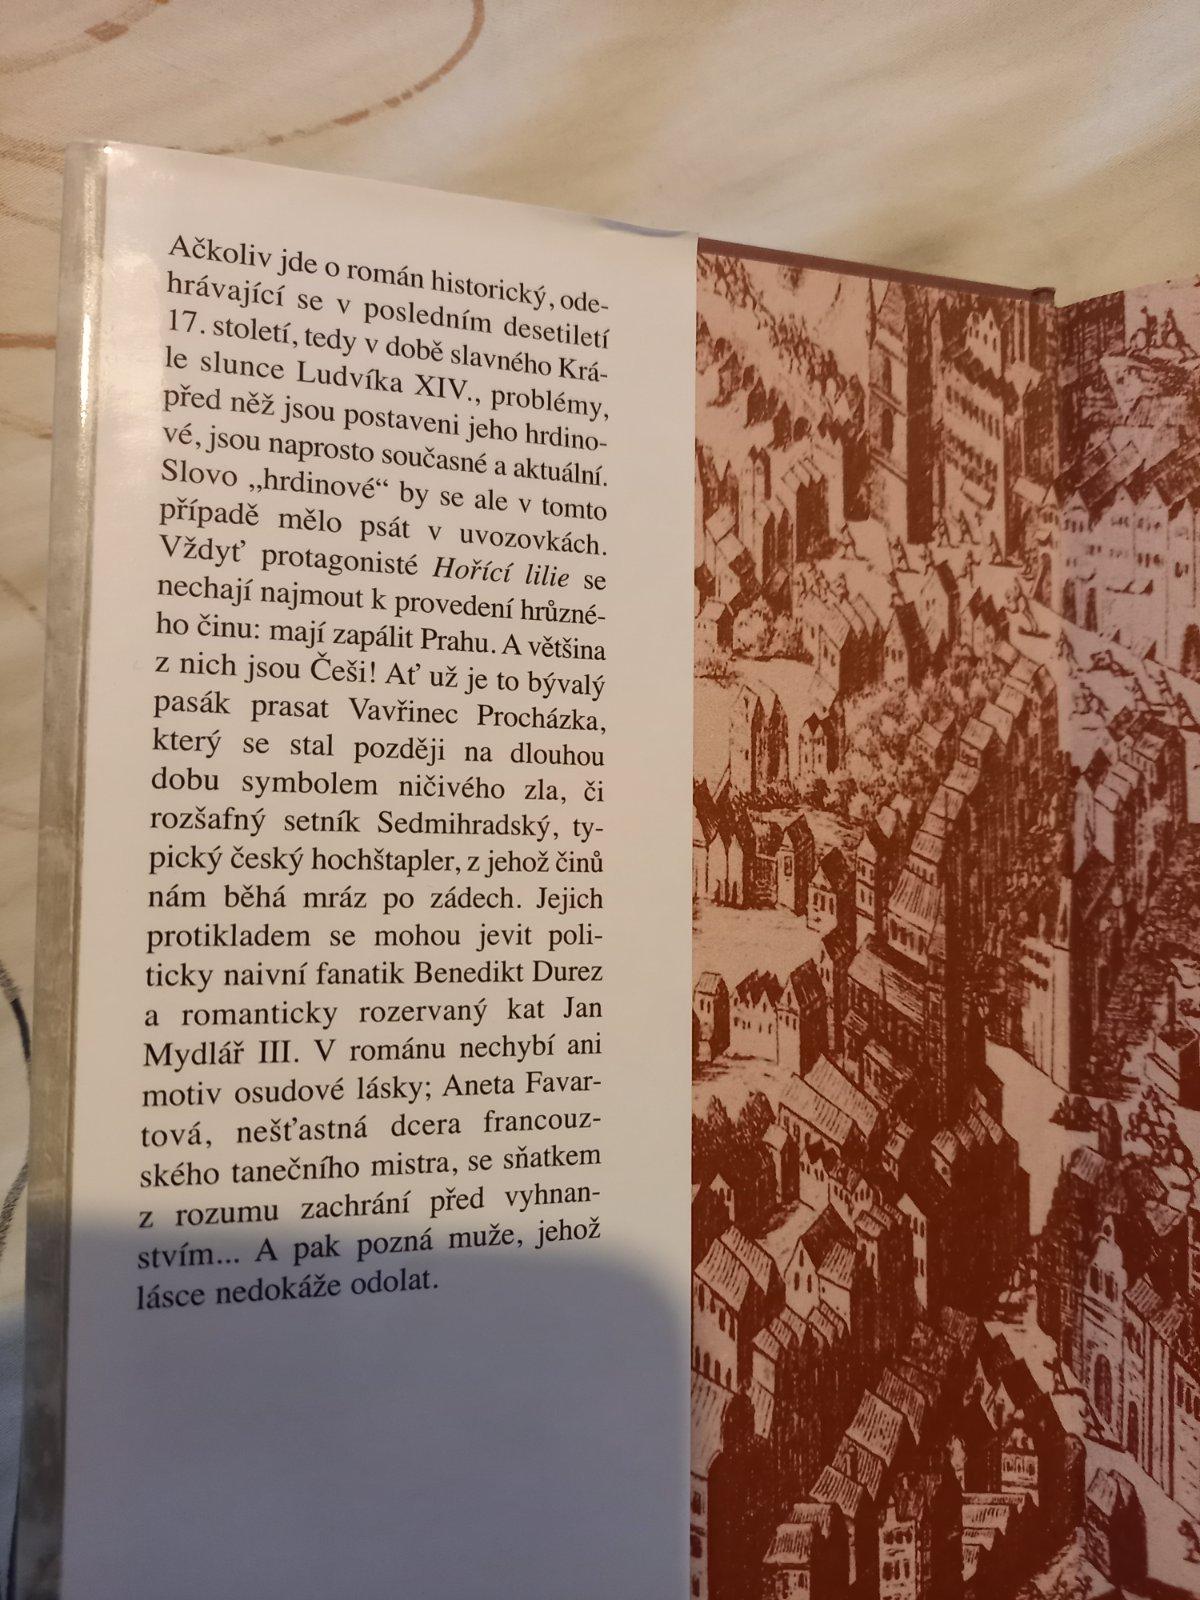 Ačkoliv jde o román historický, ode-
hrávající se v posledním desetiletí
17. století, tedy v době slavného Krá-
le slunce Ludvíka XIV., problémy,
před něž jsou postaveni jeho hrdino-
vé, jsou naprosto současné a aktuální.
Slovo „hrdinové“ by se ale v tomto
případě mělo psát v uvozovkách.
Vždyť protagonisté Hořící lilie se
nechají najmout k provedení hrůzné-
ho činu: mají zapálit Prahu. A většina
z nich jsou Češi! Ať už je to bývalý
pasák prasat Vavřinec Procházka,
který se stal později na dlouhou
dobu symbolem ničivého zla, či
rozšafný setník Sedmihradský, ty-
pický český hochštapler, z jehož činů
nám běhá mráz po zádech. Jejich
protikladem se mohou jevit poli-
ticky naivní fanatik Benedikt Durez
a romanticky rozervaný kat Jan
Mydlář III. V románu nechybí ani
motiv osudové lásky; Aneta Favar-
tová, nešťastná dcera francouz-
ského tanečního mistra, se sňatkem
z rozumu zachrání před vyhnan-
stvím... A pak pozná muže, jehož
lásce nedokáže odolat.